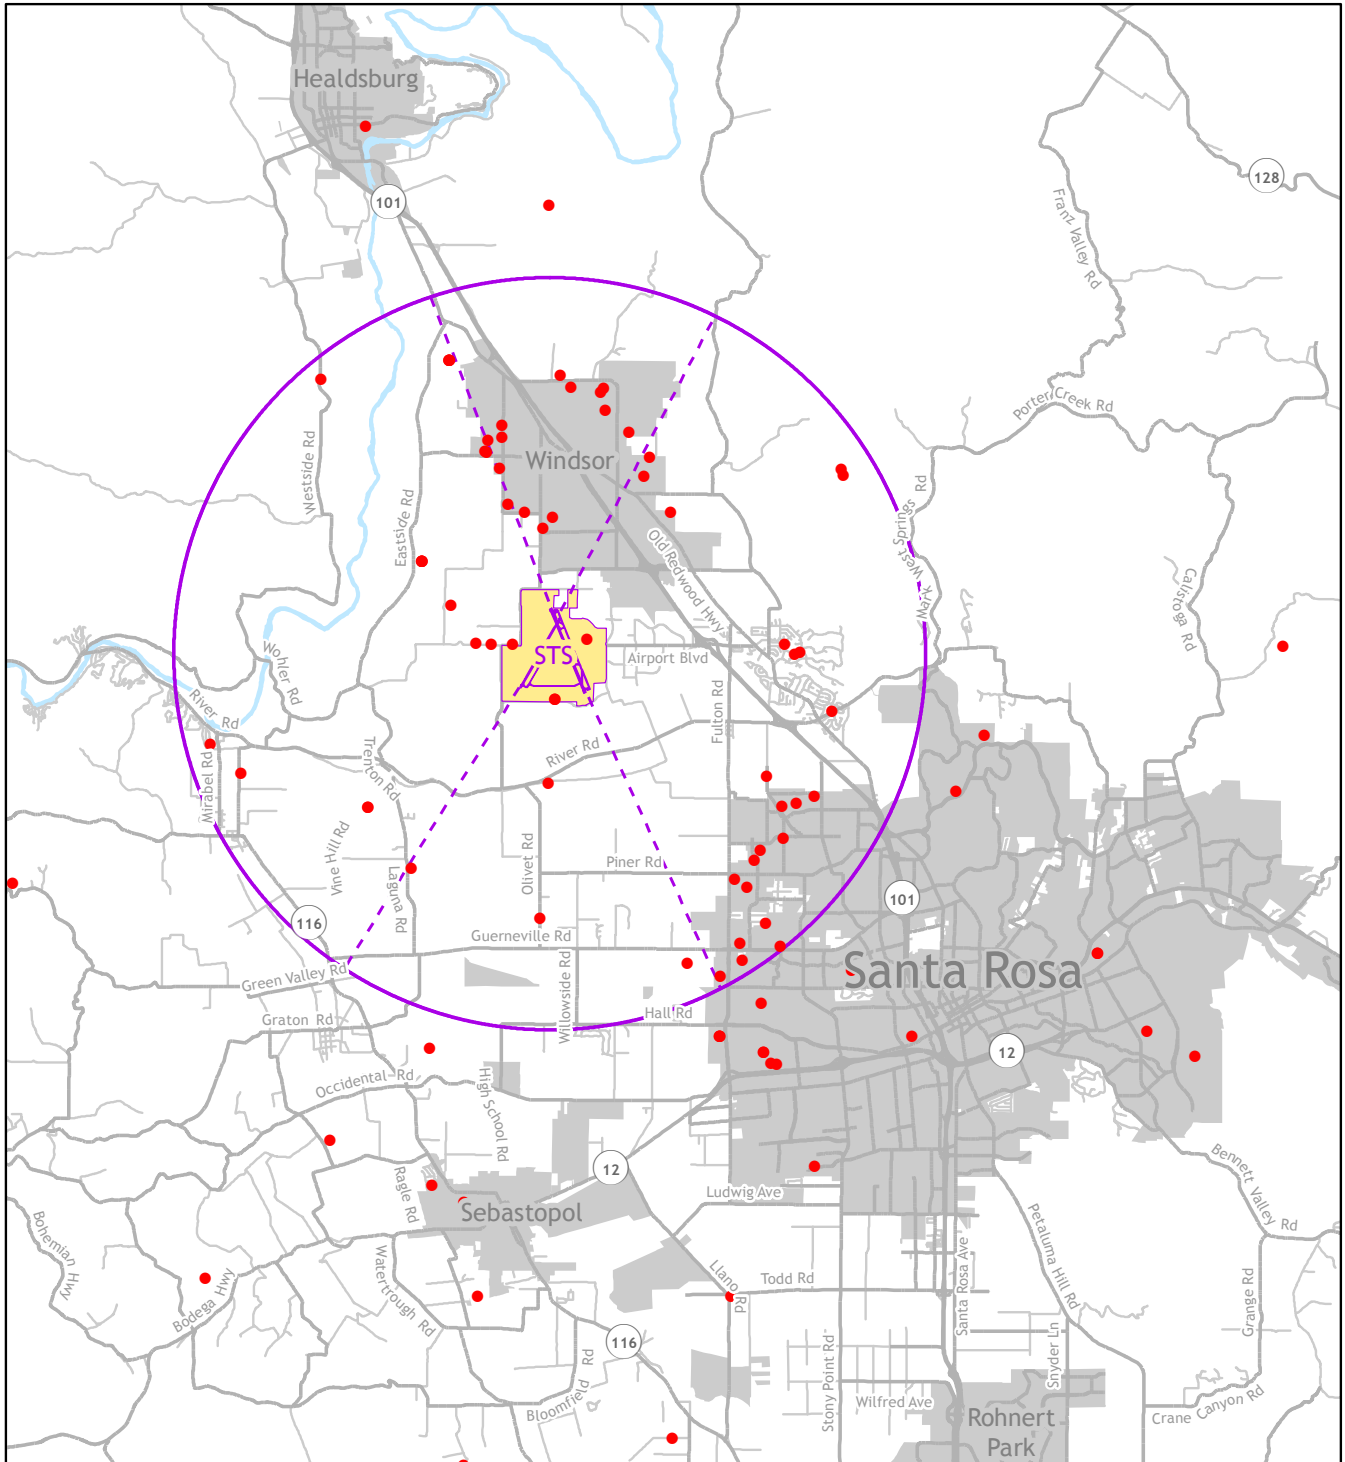 Healdsburg
128
101
Franz Valley Rd
Porter Creek Rd
Westside Rd
Windsor
Eastside Rd
Mark West Springs Rd
Old Redwood Hwy
Calistoga Rd
STS
Airport Blvd
Wohler Rd
River Rd
Fulton Rd
River Rd
Trenton Rd
Mirabel Rd
Vine Hill Rd
Olivet Rd
Piner Rd
Laguma Rd
101
116
Guerneville Rd
Santa Rosa
Green Valley Rd
Willowside Rd
Hall Rd
Graton Rd
12
Occidental Rd
High School Rd
12
Bennett Valley Rd
Ragle Rd
Ludwig Ave
Sebastopol
Bohemian Hwy
Petaluma Hill Rd
Llano Rd
Todd Rd
Santa Rosa Ave
Bodega Hwy
Watertrough Rd
Grange Rd
116
Stony Point Rd
Snyder Ln
Bloomfield Rd
Wilfred Ave
Crane Canyon Rd
Rohnert
Park